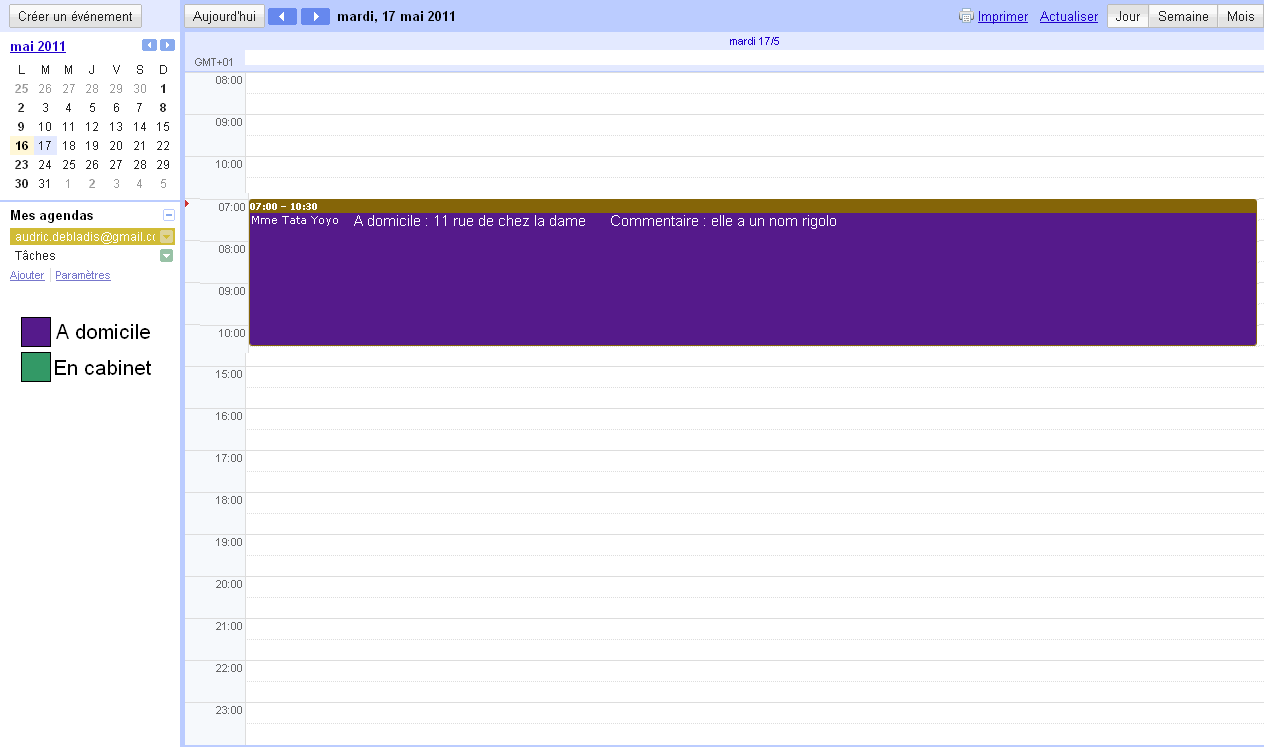 Créer un événement
Aujourd'hui
mardi, 17 mai 2011
Imprimer
Actualiser
Jour
Semaine
Mois
mai 2011
L M M J V S D
25 26 27 28 29 30 1
2 3 4 5 6 7 8
9 10 11 12 13 14 15
16 17 18 19 20 21 22
23 24 25 26 27 28 29
30 31 1 2 3 4 5
Mes agendas
audric.debladis@gmail.cc
Tâches
Ajouter
Paramètres
A domicile
En cabinet
mardi 17/5
GMT+01
08:00
09:00
10:00
07:00
07:00 – 10:30
Mme Tata Yoyo A domicile : 11 rue de chez la dame Commentaire : elle a un nom rigolo
08:00
09:00
10:00
15:00
16:00
17:00
18:00
19:00
20:00
21:00
22:00
23:00